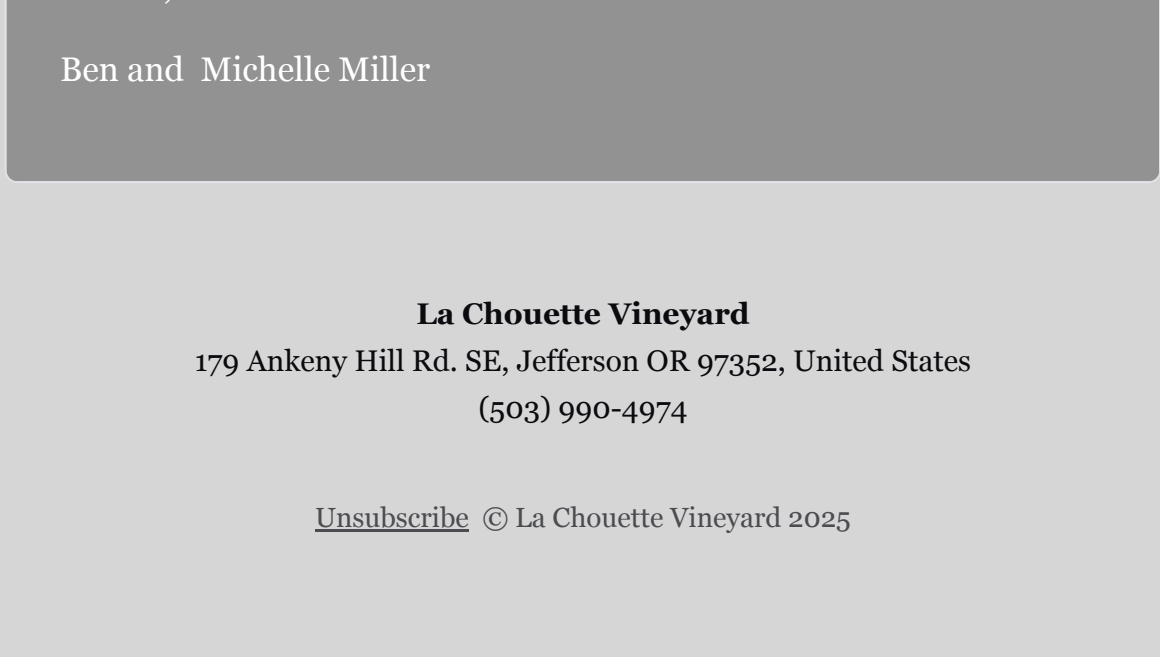 Ben and  Michelle Miller
La Chouette Vineyard
179 Ankeny Hill Rd. SE, Jefferson OR 97352, United States
(503) 990-4974
Unsubscribe  © La Chouette Vineyard 2025